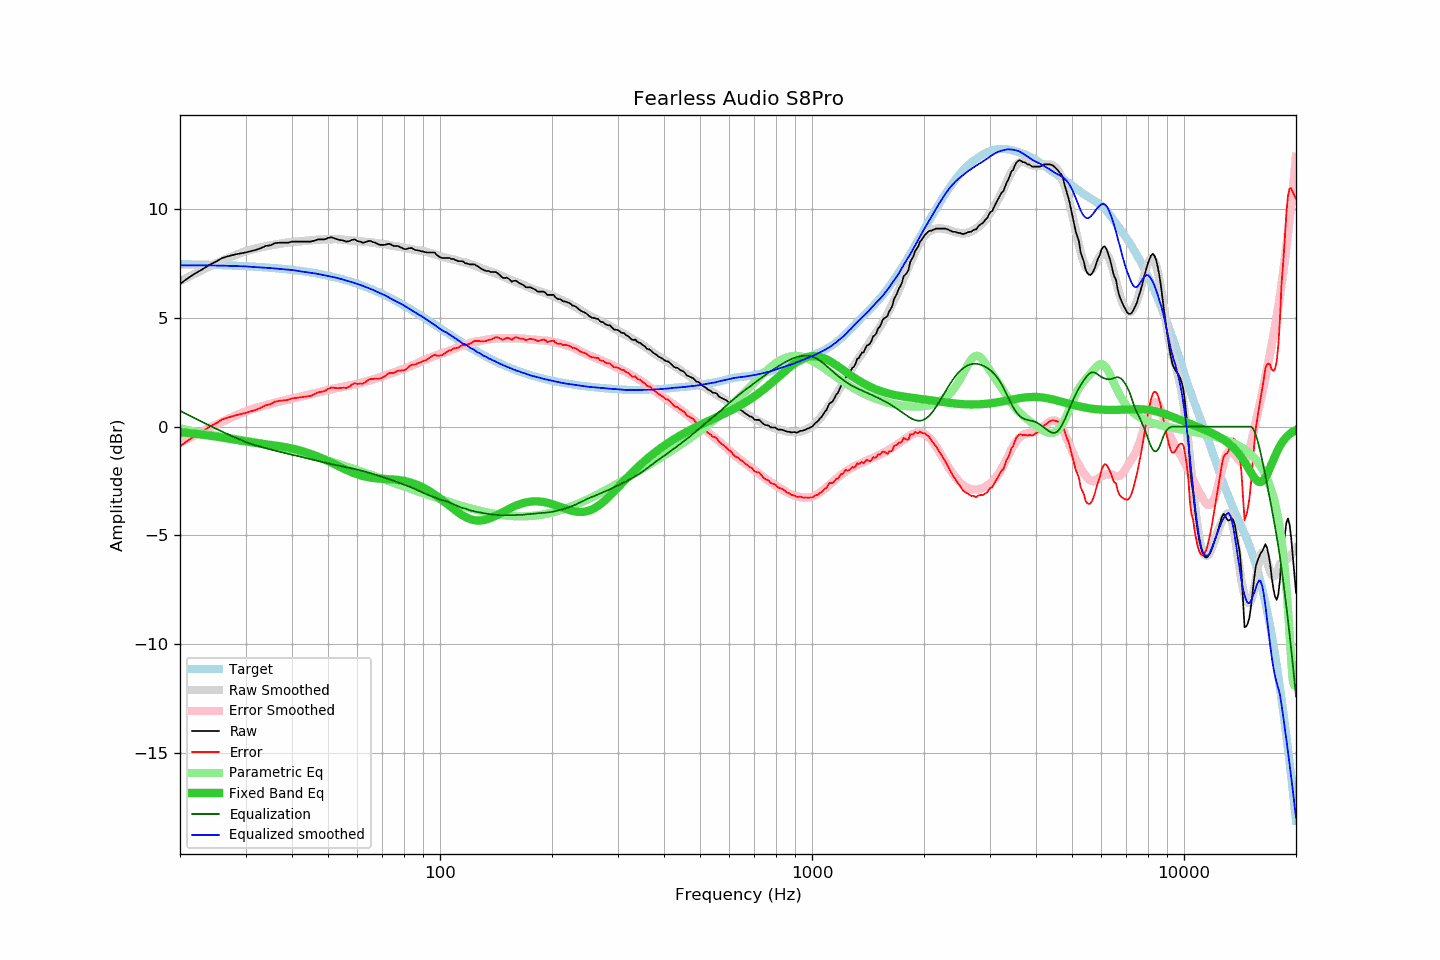 Fearless Audio S8Pro
Amplitude (dBr)
10
5
0
−5
−10
−15
Target
Raw Smoothed
Error Smoothed
Raw
Error
Parametric Eq
Fixed Band Eq
Equalization
Equalized smoothed
100
1000
10000
Frequency (Hz)